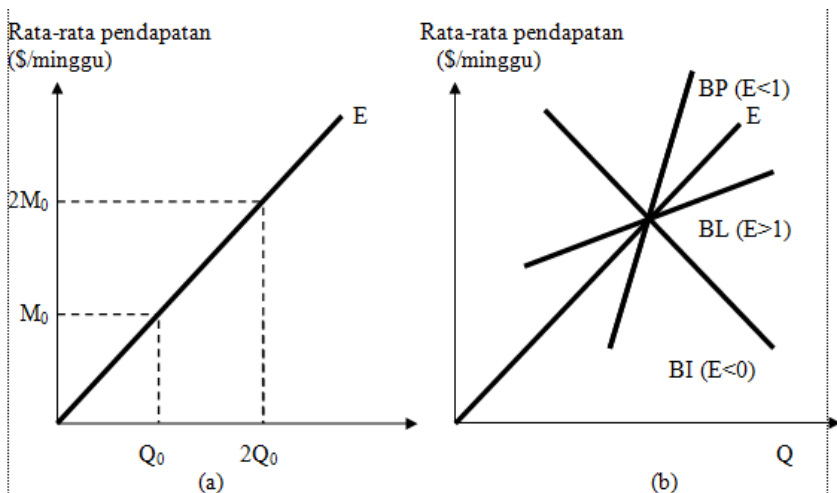 Rata-rata pendapatan
($/minggu)
E
2M₀
M₀
Q₀
2Q₀
(a)
Rata-rata pendapatan
($/minggu)
BP (E<1)
E
BL (E>1)
BI (E<0)
Q
(b)